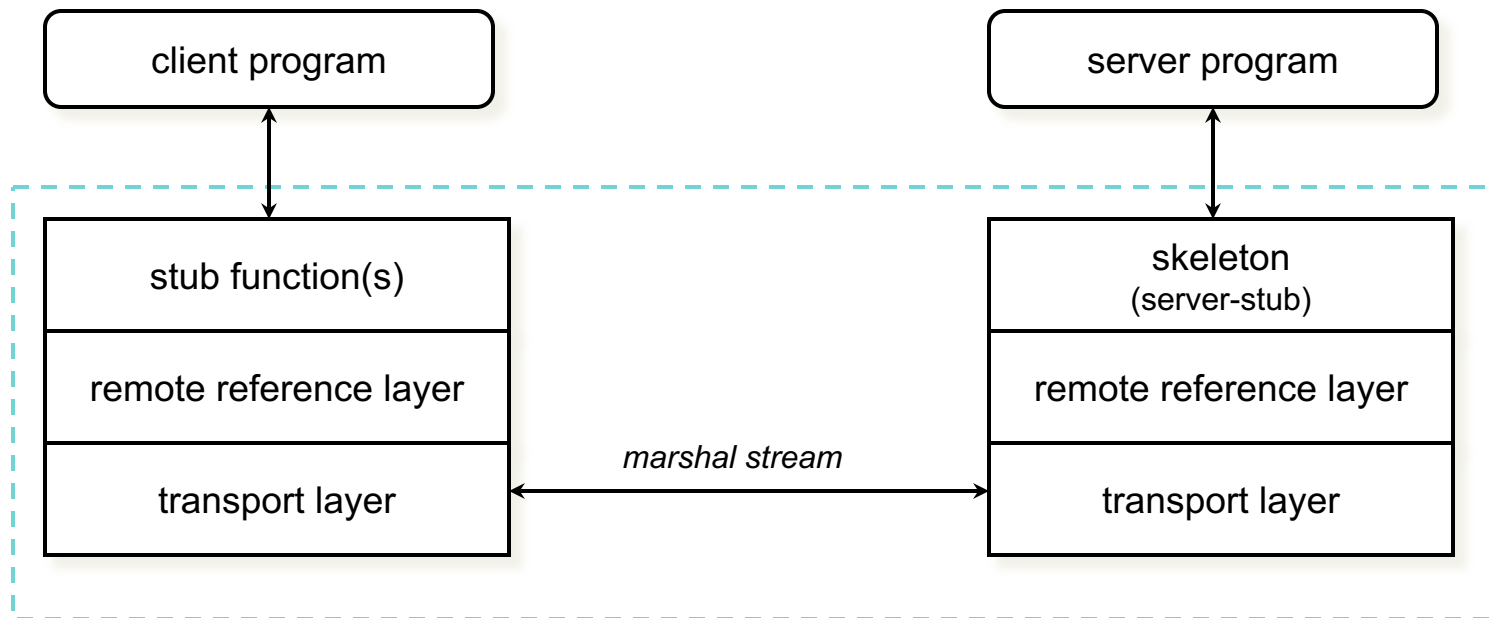 client program
server program
stub function(s)
skeleton
(server-stub)
remote reference layer
remote reference layer
marshal stream
transport layer
transport layer